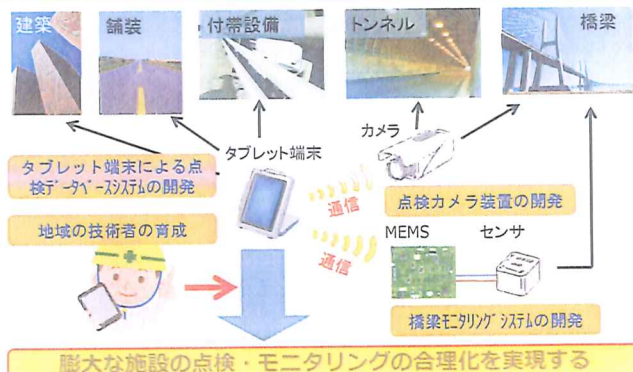 建築
舗装
付帯設備
トンネル
橋梁
タブレット端末
カメラ
タブレット端末による点
検データベースシステムの開発
通信
点検カメラ装置の開発
地域の技術者の育成
MEMS
センサ
通信
橋梁モニタリングシステムの開発
膨大な施設の点検・モニタリングの合理化を実現する